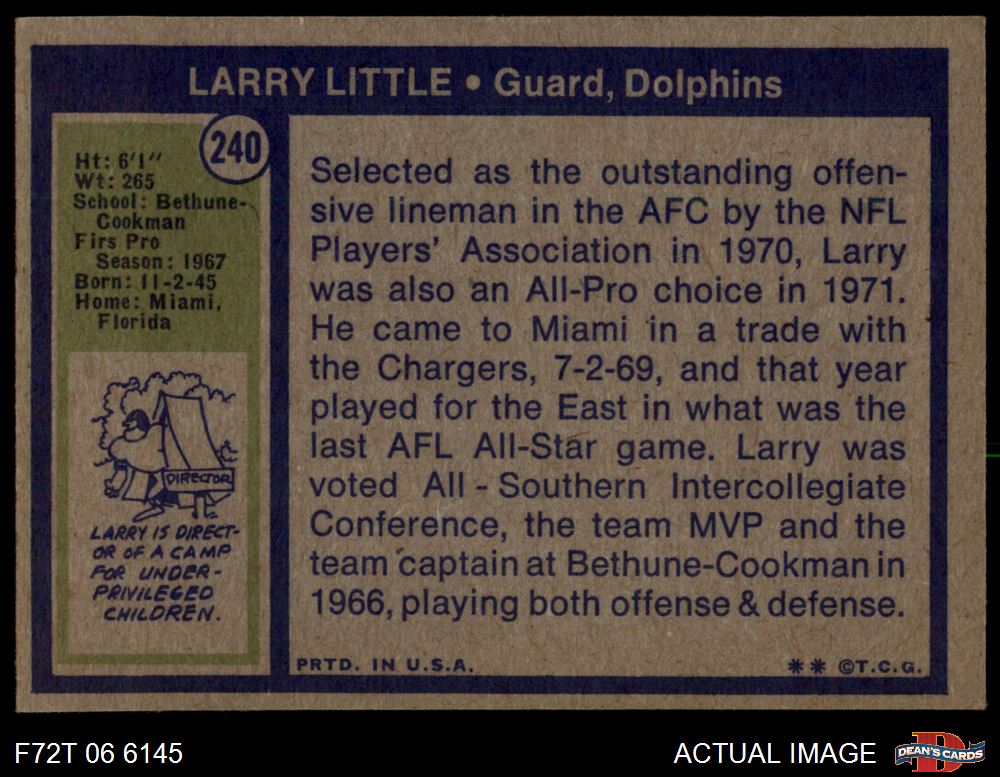 LARRY LITTLE • Guard, Dolphins
240
Ht: 6'1"
Wt: 265
School: Bethune-
Cookman
Firs Pro
Season: 1967
Born: 11-2-45
Home: Miami,
Florida
DIRECTOR
LARRY IS DIRECT-
OR OF A CAMP
FOR UNDER-
PRIVILEGED
CHILDREN.
Selected as the outstanding offen-
sive lineman in the AFC by the NFL
Players' Association in 1970, Larry
was also an All-Pro choice in 1971.
He came to Miami in a trade with
the Chargers, 7-2-69, and that year
played for the East in what was the
last AFL All-Star game. Larry was
voted All - Southern Intercollegiate
Conference, the team MVP and the
team captain at Bethune-Cookman in
1966, playing both offense & defense.
PRTD. IN U.S.A.
** ©T.C.G.
F72T 06 6145
ACTUAL IMAGE
D
DEAN'S CARDS